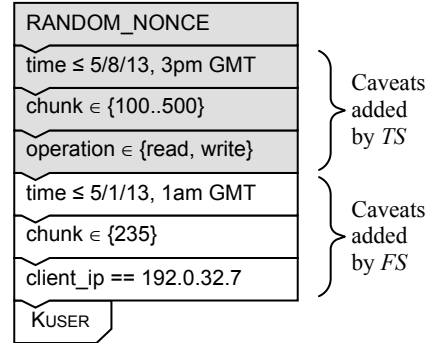 RANDOM_NONCE
time ≤ 5/8/13, 3pm GMT
chunk ∈ {100..500}
operation ∈ {read, write}
time ≤ 5/1/13, 1am GMT
chunk ∈ {235}
client_ip == 192.0.32.7
KUSER
Caveats
added
by TS
Caveats
added
by FS